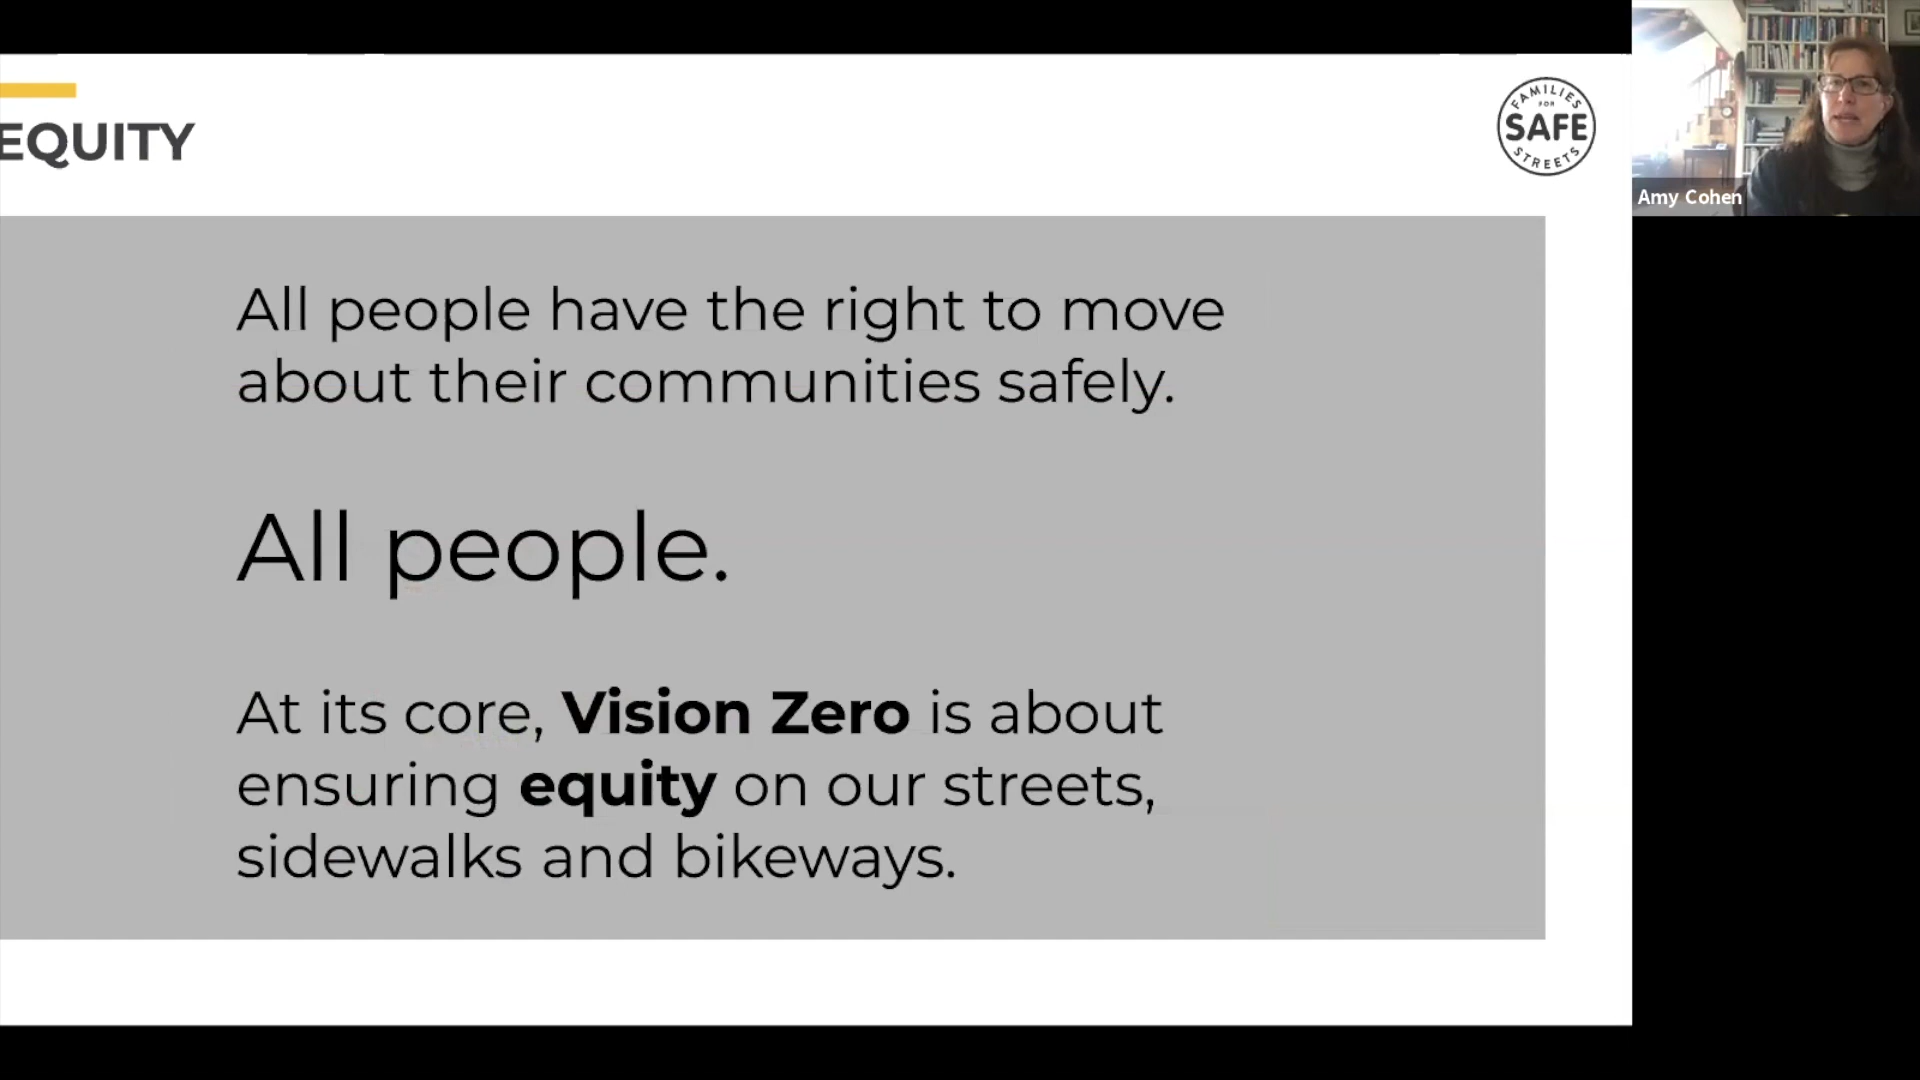 EQUITY
FAMILIES
FOR
SAFE
STREETS
Amy Cohen
All people have the right to move
about their communities safely.
All people.
At its core, Vision Zero is about
ensuring equity on our streets,
sidewalks and bikeways.